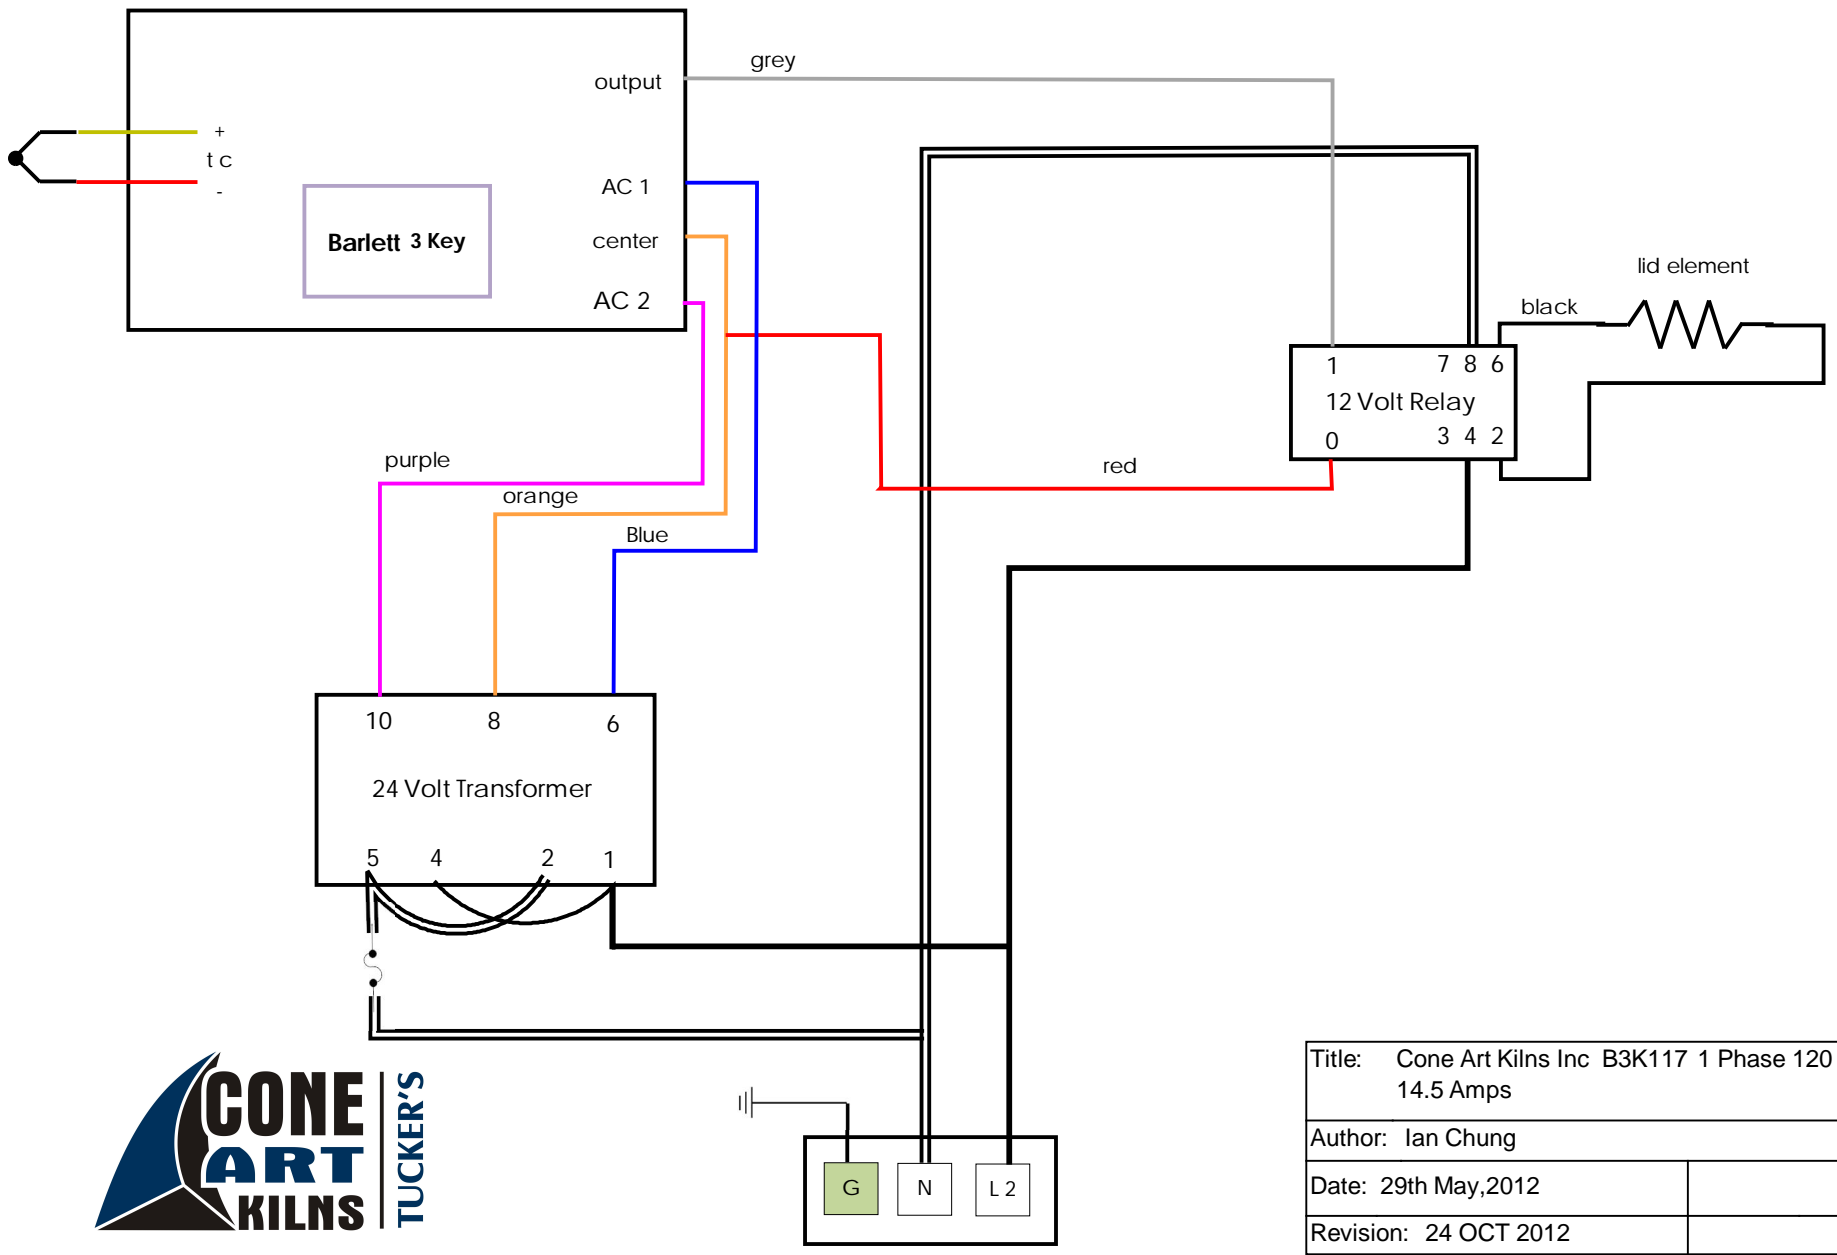 grey
output
+
t c
-
AC 1
Barlett 3 Key
center
AC 2
lid element
black
1 7 8 6
12 Volt Relay
0 3 4 2
purple
red
orange
Blue
10 8 6
24 Volt Transformer
5 4 2 1
CONE
ART
KILNS
TUCKER'S
G N L 2
Title: Cone Art Kilns Inc B3K117 1 Phase 120
14.5 Amps
Author: Ian Chung
Date: 29th May,2012
Revision: 24 OCT 2012